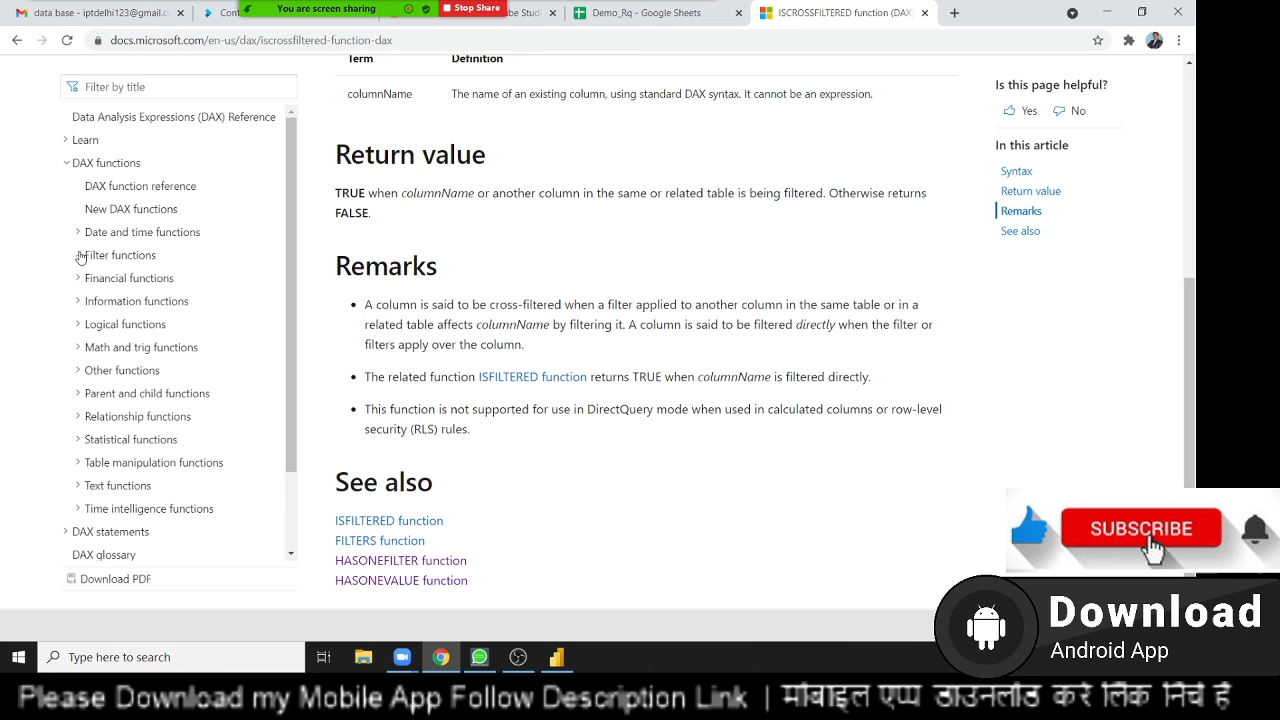 data base - iptdelhi123@gmail.c
Cont
You are screen sharing
Stop Share
be Stud
Demo_Rq - Google Sheets
ISCROSSFILTERED function (DAX)
docs.microsoft.com/en-us/dax/iscrossfiltered-function-dax
Filter by title
Data Analysis Expressions (DAX) Reference
Learn
DAX functions
DAX function reference
New DAX functions
Date and time functions
Filter functions
Financial functions
Information functions
Logical functions
Math and trig functions
Other functions
Parent and child functions
Relationship functions
Statistical functions
Table manipulation functions
Text functions
Time intelligence functions
DAX statements
DAX glossary
Download PDF
Term Definition
columnName The name of an existing column, using standard DAX syntax. It cannot be an expression.
Return value
TRUE when columnName or another column in the same or related table is being filtered. Otherwise returns
FALSE.
Remarks
• A column is said to be cross-filtered when a filter applied to another column in the same table or in a
related table affects columnName by filtering it. A column is said to be filtered directly when the filter or
filters apply over the column.
• The related function ISFILTERED function returns TRUE when columnName is filtered directly.
• This function is not supported for use in DirectQuery mode when used in calculated columns or row-level
security (RLS) rules.
See also
ISFILTERED function
FILTERS function
HASONEFILTER function
HASONEVALUE function
Is this page helpful?
Yes No
In this article
Syntax
Return value
Remarks
See also
SUBSCRIBE
Download
Android App
Type here to search
Please Download my Mobile App Follow Description Link | मोबाइल एप्प डाउनलोड करे लिंक निचे है